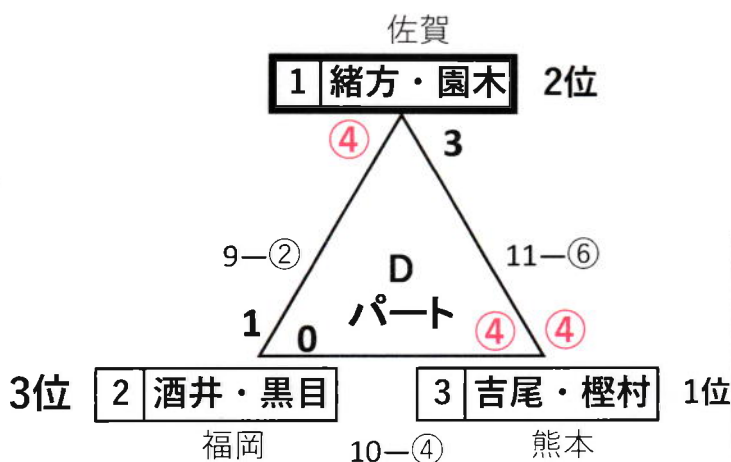 佐賀
1 緒方・園木 2位
④ 3
9—② 11—⑥
D
パート
1 0 ④ ④
3位 2 酒井・黒目 3 吉尾・樫村 1位
福岡 10—④ 熊本